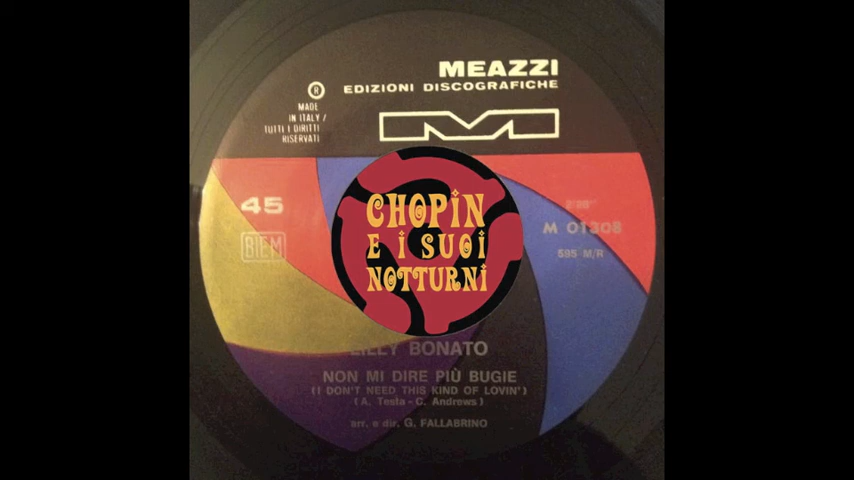 MEAZZI
EDIZIONI DISCOGRAFICHE
® MADE
IN ITALY /
TUTTI I DIRITTI
RISERVATI
45
BIEM
M 01308
595 M/R
CHOPIN
E I SUOI
NOTTURNI
LILLY BONATO
NON MI DIRE PIÙ BUGIE
(I DON'T NEED THIS KIND OF LOVIN')
(A. Testa - C. Andrews)
arr. e dir. G. FALLABRINO